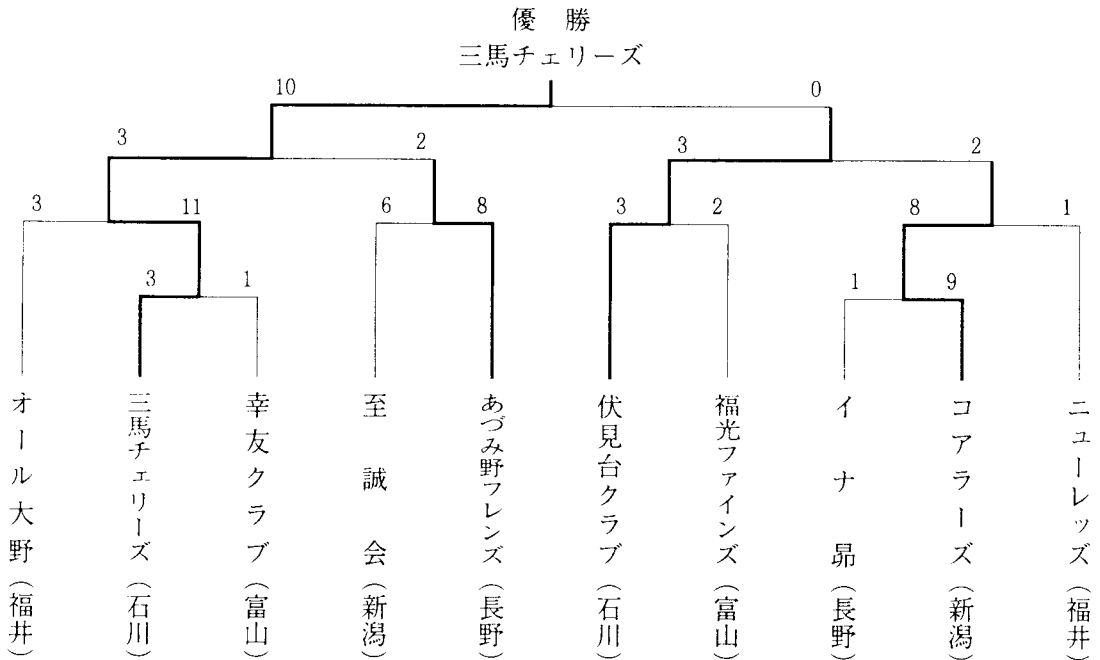 優勝
三馬チェリーズ
10 0
3 2 3 2
3 11 6 8 3 2 8 1
3 1 1 9
オール大野(福井)
三馬チェリーズ(石川)
幸友クラブ(富山)
至誠会(新潟)
あづみ野フレンズ(長野)
伏見台クラブ(石川)
福光ファインズ(富山)
イナ昴(長野)
コアラーズ(新潟)
ニューレッズ(福井)